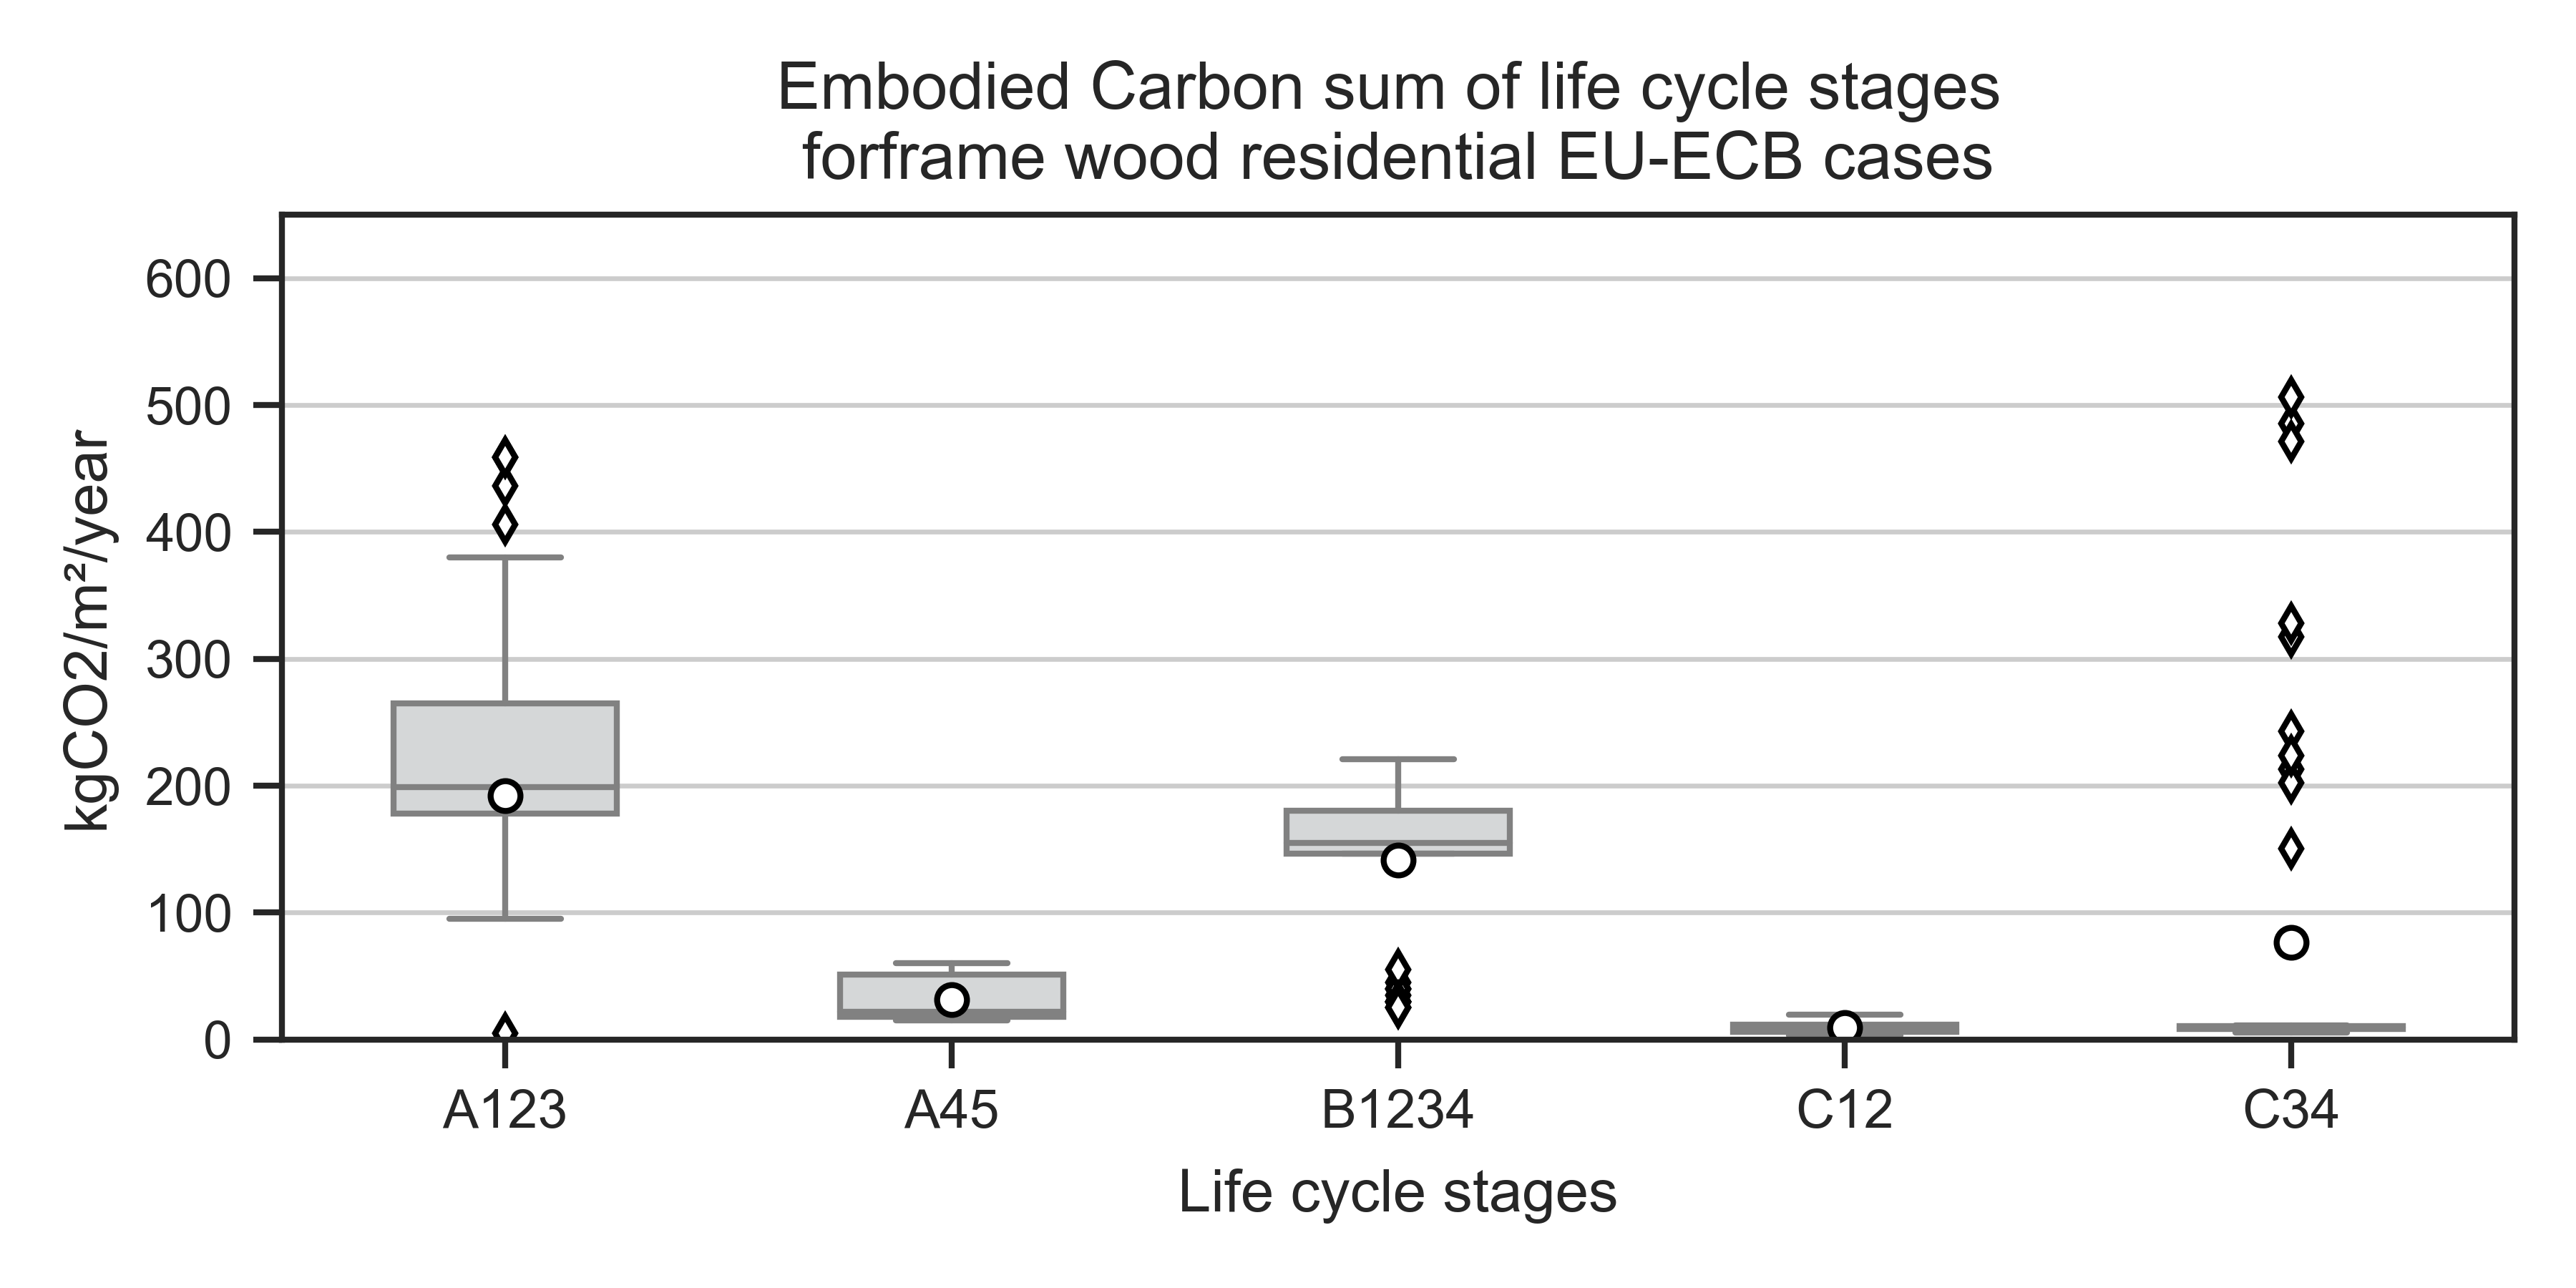 Embodied Carbon sum of life cycle stages
forframe wood residential EU-ECB cases
kgCO2/m²/year
600
500
400
300
200
100
0
A123
A45
B1234
C12
C34
Life cycle stages